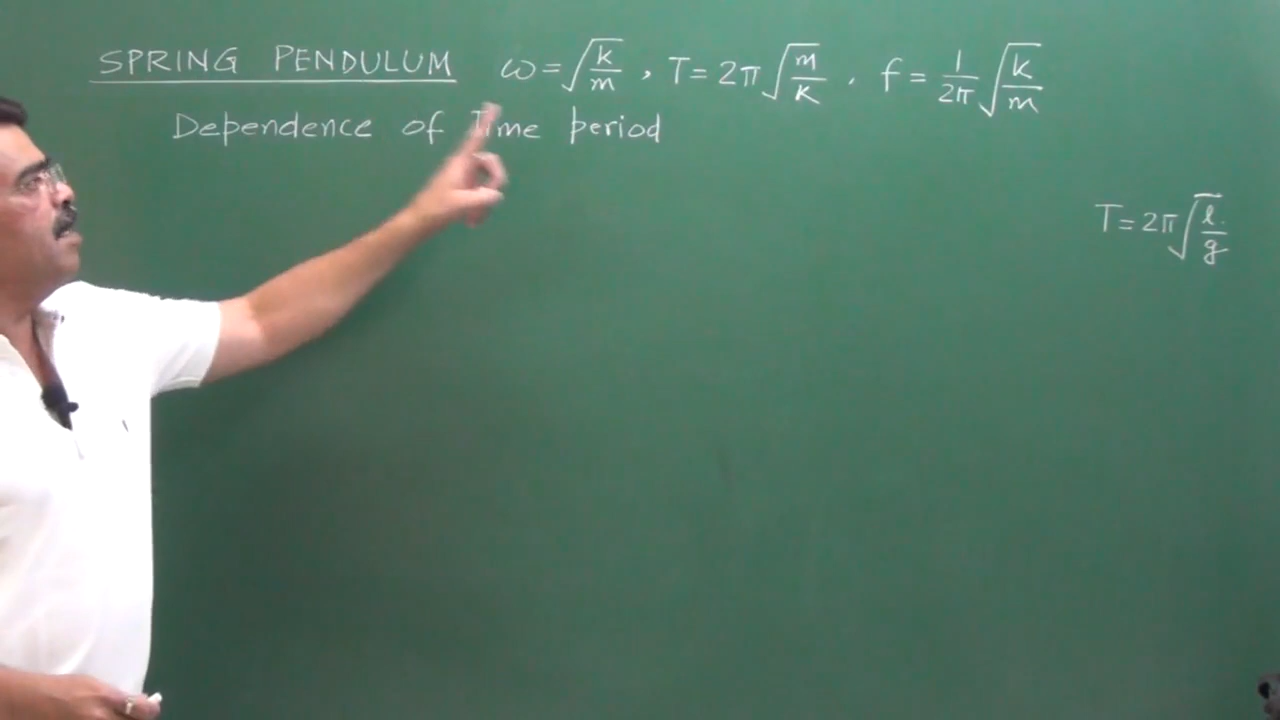 SPRING PENDULUM ω=√k/m , T=2π√m/k , f=1/2π√k/m
Dependence of Time period
T=2π√l/g